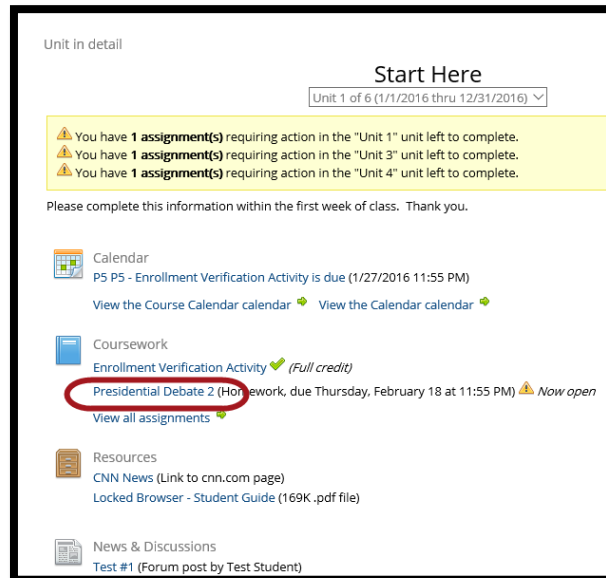 Unit in detail
Start Here
Unit 1 of 6 (1/1/2016 thru 12/31/2016)
You have 1 assignment(s) requiring action in the "Unit 1" unit left to complete.
You have 1 assignment(s) requiring action in the "Unit 3" unit left to complete.
You have 1 assignment(s) requiring action in the "Unit 4" unit left to complete.
Please complete this information within the first week of class.  Thank you.
Calendar
P5 P5 - Enrollment Verification Activity is due (1/27/2016 11:55 PM)
View the Course Calendar calendar View the Calendar calendar
Coursework
Enrollment Verification Activity (Full credit)
Presidential Debate 2 (Homework, due Thursday, February 18 at 11:55 PM) Now open
View all assignments
Resources
CNN News (Link to cnn.com page)
Locked Browser - Student Guide (169K .pdf file)
News & Discussions
Test #1 (Forum post by Test Student)